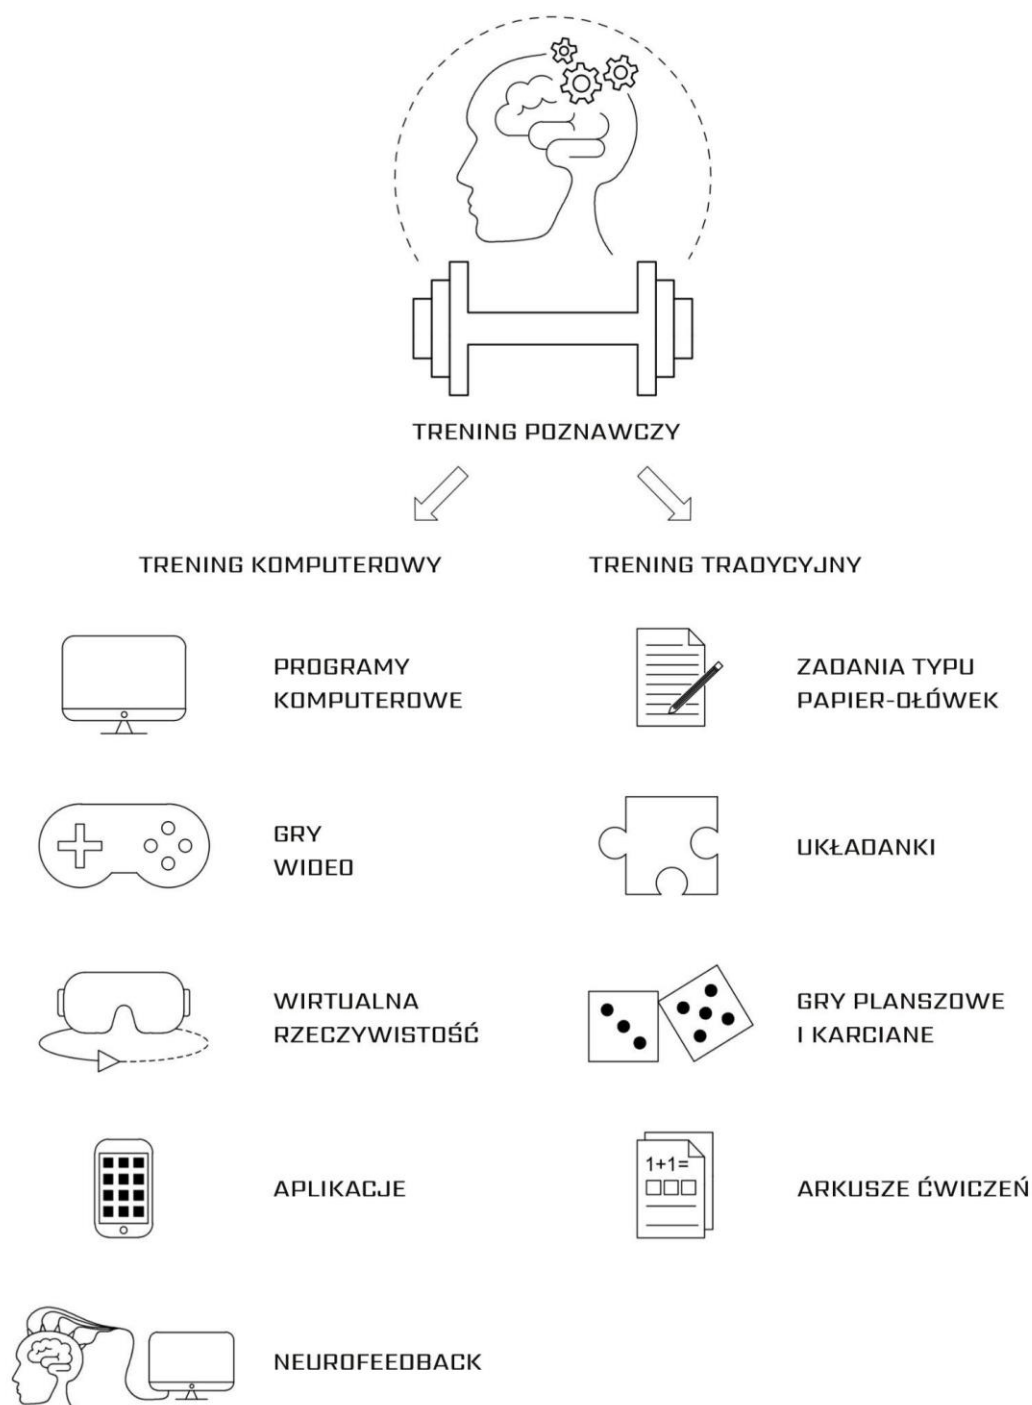 TRENING POZNAWCZY
TRENING KOMPUTEROWY
PROGRAMY
KOMPUTEROWE
GRY
WIDEO
WIRTUALNA
RZECZYWISTOŚĆ
APLIKACJE
NEUROFEEDBACK
TRENING TRADYCYJNY
ZADANIA TYPU
PAPIER-OŁÓWEK
UKŁADANKI
GRY PLANSZOWE
I KARCIANE
1+1=
ARKUSZE ĆWICZEŃ